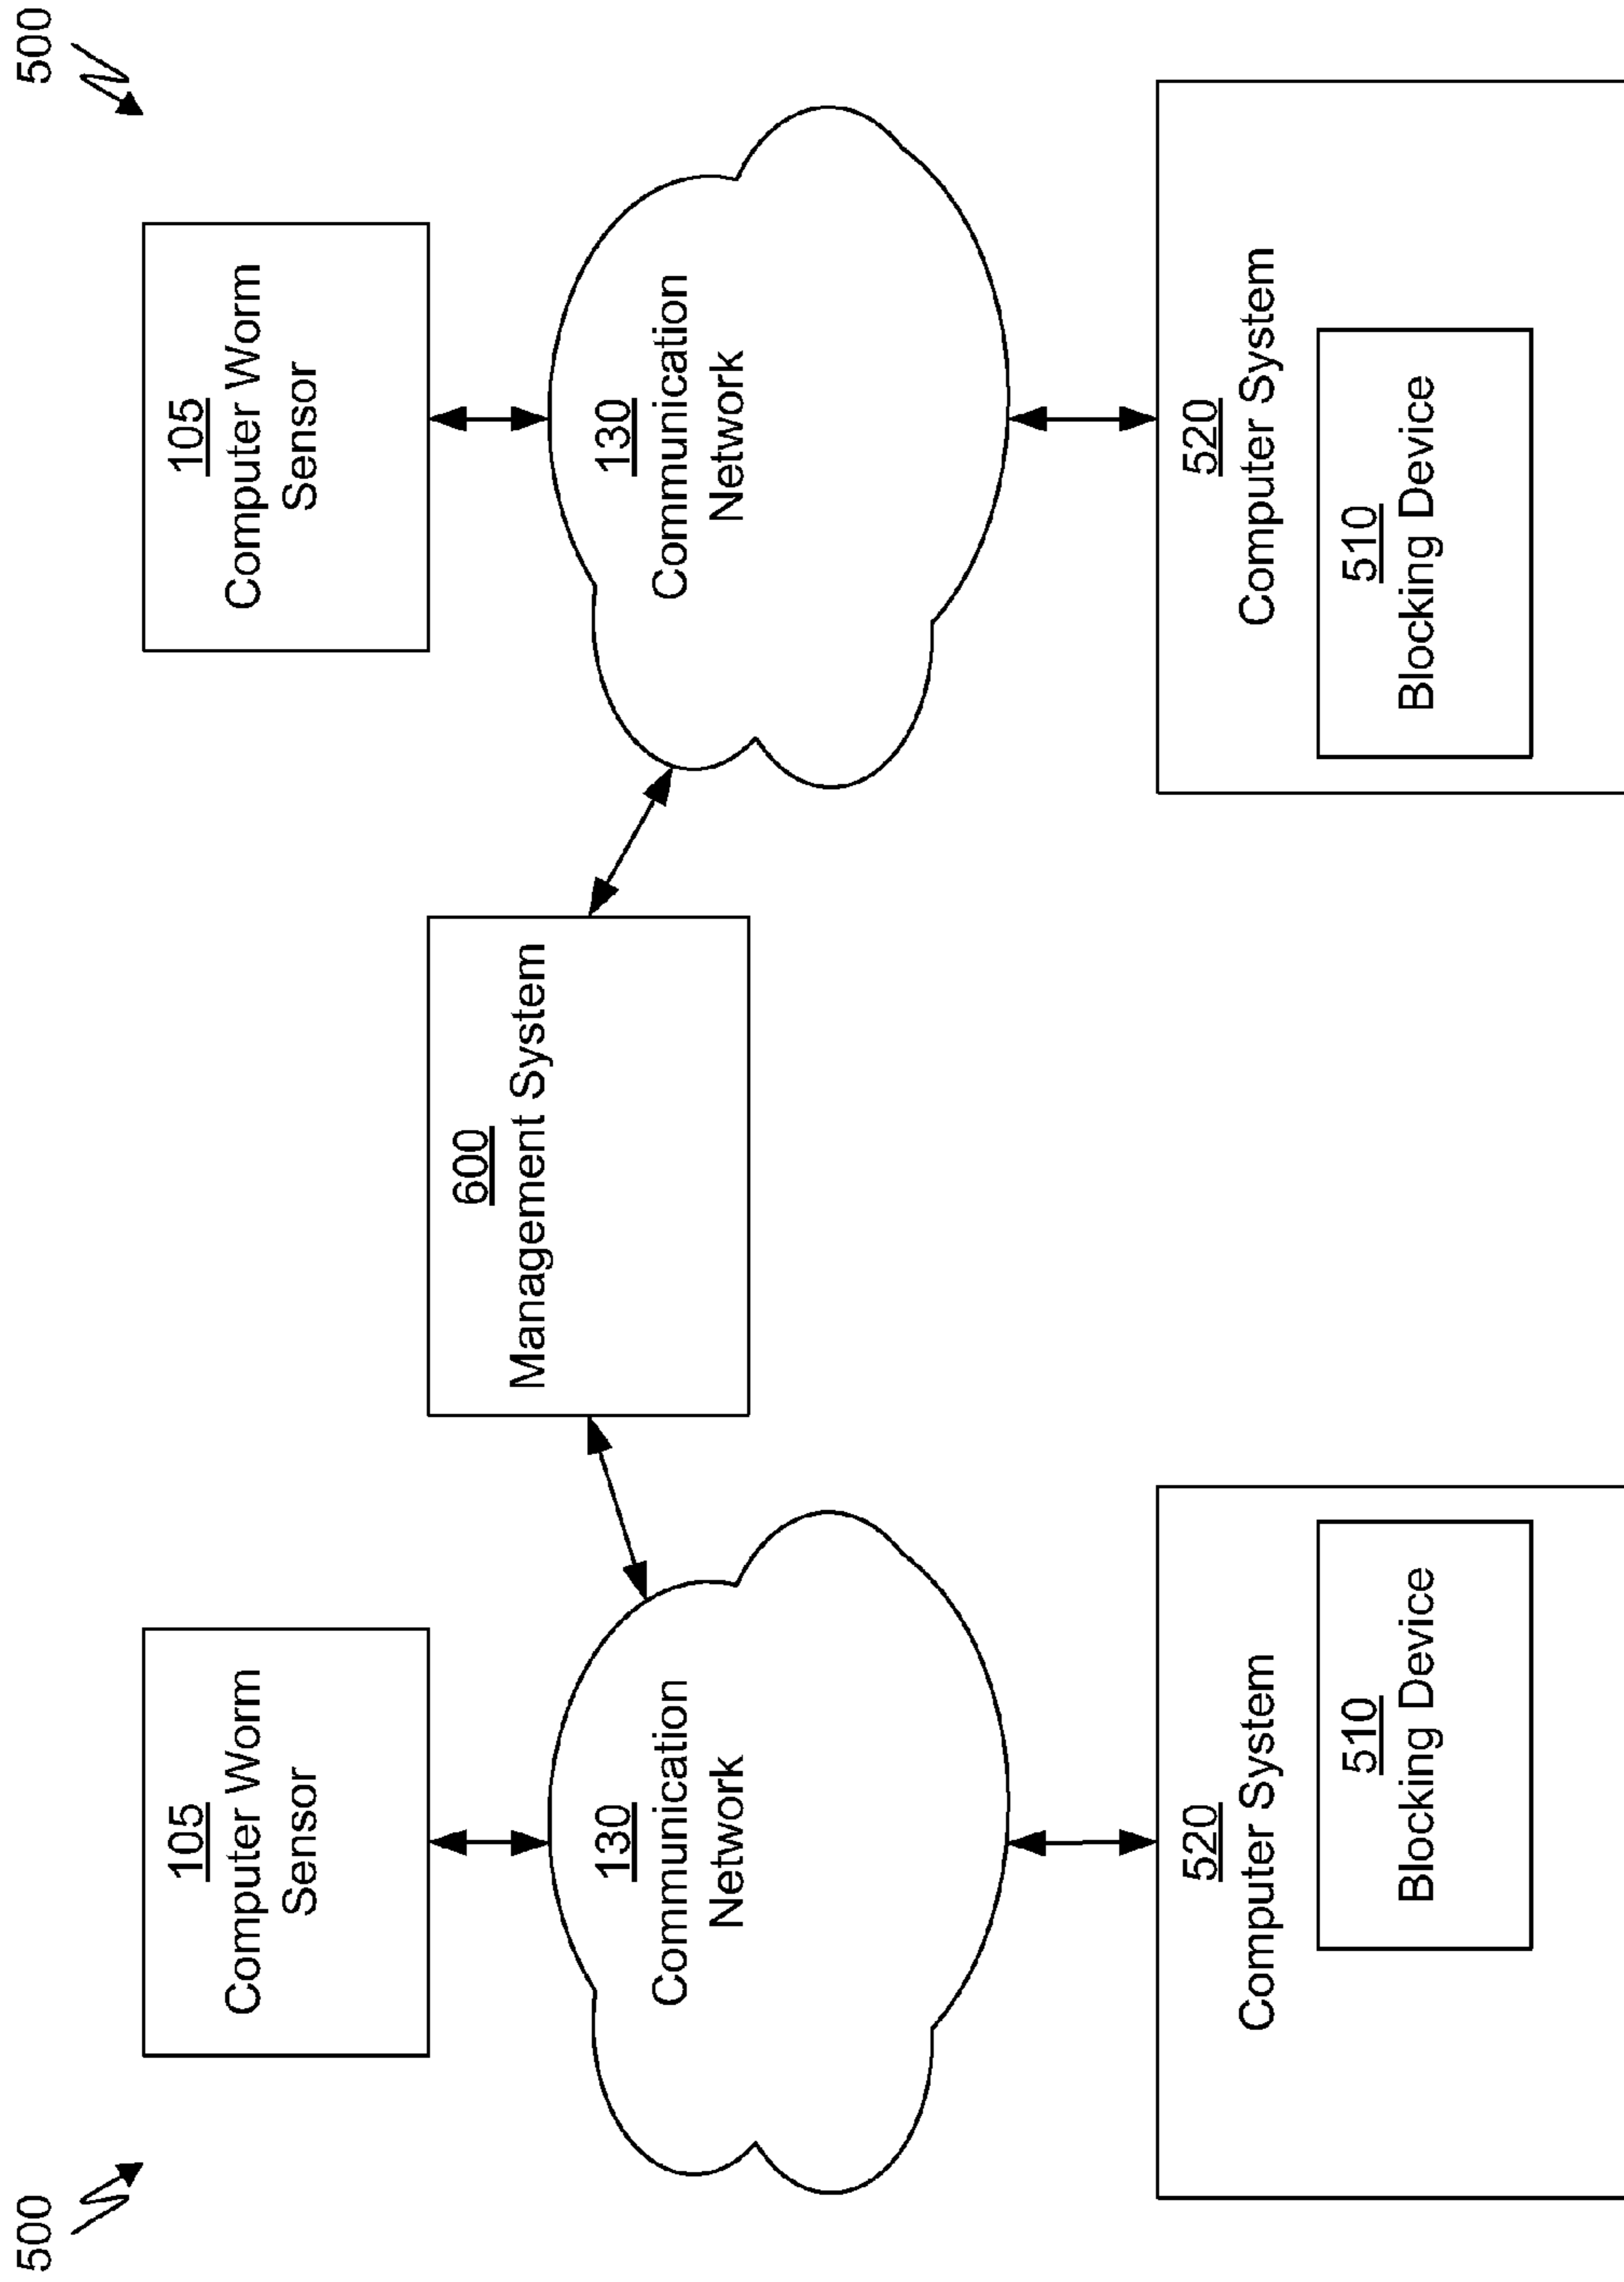 500
500
105
Computer Worm
Sensor
105
Computer Worm
Sensor
600
Management System
130
Communication
Network
130
Communication
Network
520
Computer System
510
Blocking Device
520
Computer System
510
Blocking Device